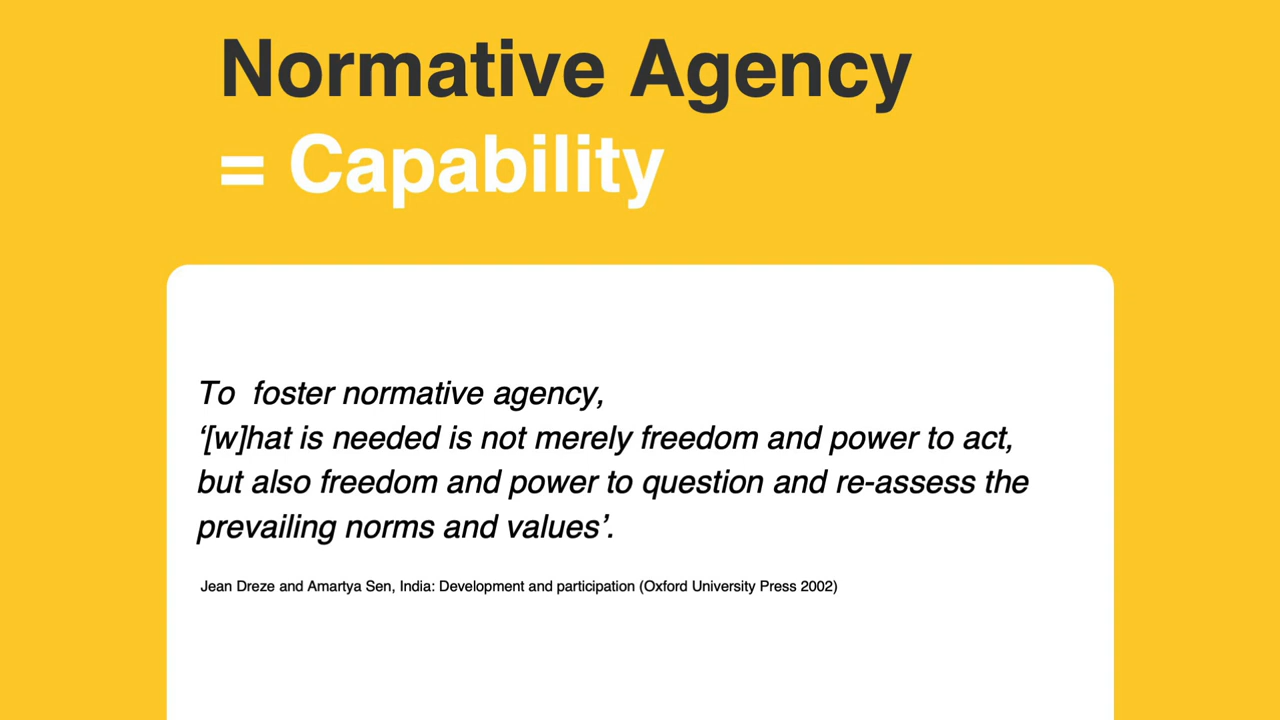 Normative Agency
= Capability
To  foster normative agency,
‘[w]hat is needed is not merely freedom and power to act,
but also freedom and power to question and re-assess the
prevailing norms and values’.
Jean Dreze and Amartya Sen, India: Development and participation (Oxford University Press 2002)